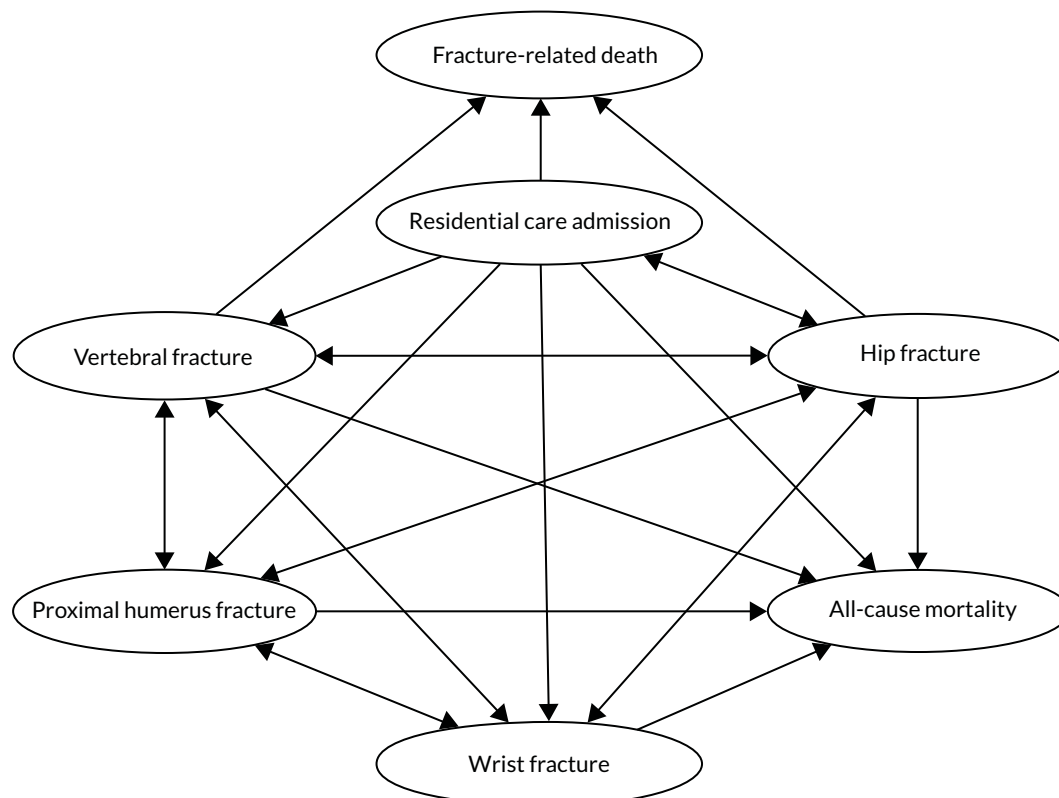 Fracture-related death
Residential care admission
Vertebral fracture
Hip fracture
Proximal humerus fracture
All-cause mortality
Wrist fracture